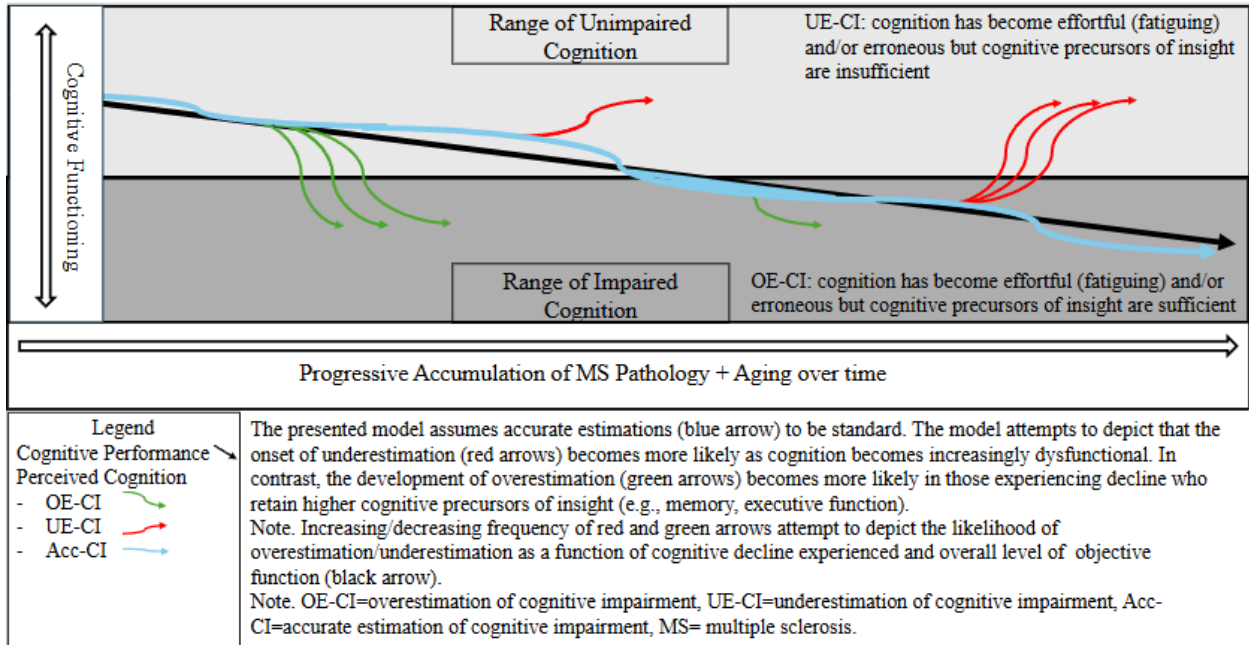 Range of Unimpaired
Cognition
UE-CI: cognition has become effortful (fatiguing)
and/or erroneous but cognitive precursors of insight
are insufficient
Cognitive Functioning
Range of Impaired
Cognition
OE-CI: cognition has become effortful (fatiguing) and/or
erroneous but cognitive precursors of insight are sufficient
Progressive Accumulation of MS Pathology + Aging over time
Legend
Cognitive Performance
Perceived Cognition
- OE-CI
- UE-CI
- Acc-CI
The presented model assumes accurate estimations (blue arrow) to be standard. The model attempts to depict that the
onset of underestimation (red arrows) becomes more likely as cognition becomes increasingly dysfunctional. In
contrast, the development of overestimation (green arrows) becomes more likely in those experiencing decline who
retain higher cognitive precursors of insight (e.g., memory, executive function).
Note. Increasing/decreasing frequency of red and green arrows attempt to depict the likelihood of
overestimation/underestimation as a function of cognitive decline experienced and overall level of objective
function (black arrow).
Note. OE-CI=overestimation of cognitive impairment, UE-CI=underestimation of cognitive impairment, Acc-
CI=accurate estimation of cognitive impairment, MS= multiple sclerosis.